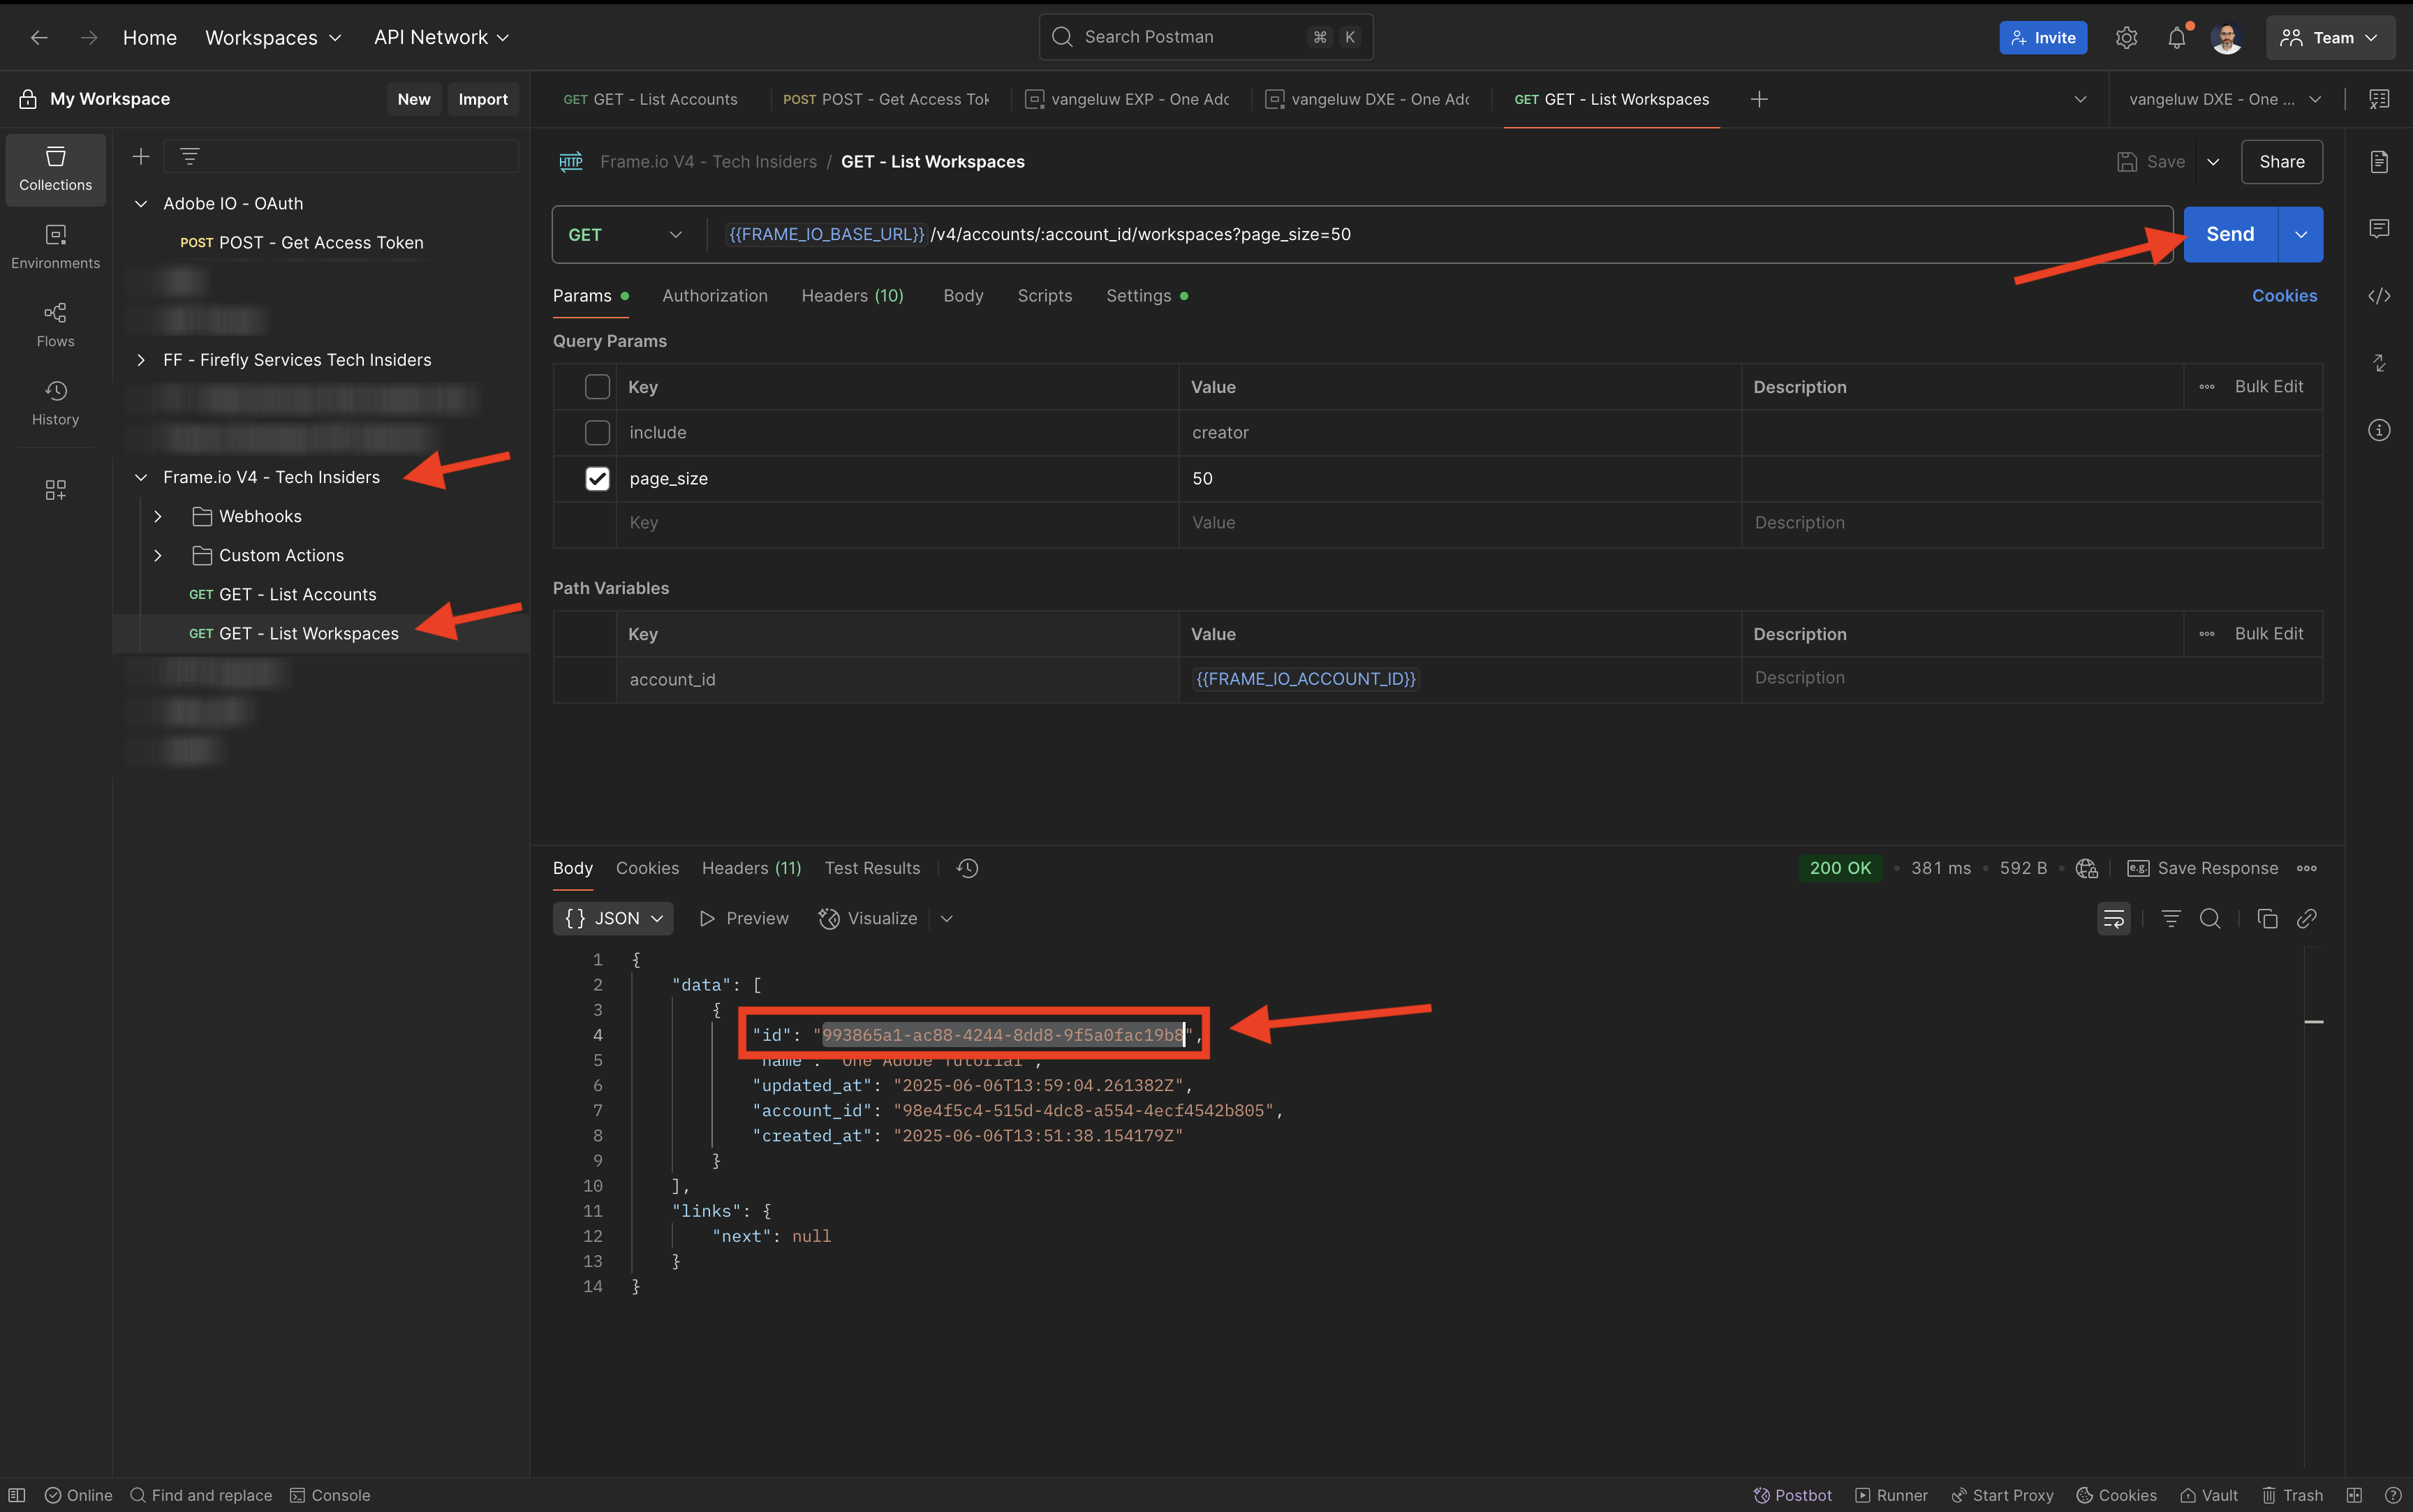 Home Workspaces API Network Search Postman ⌘ K Invite Team
My Workspace New Import
GET GET - List Accounts POST POST - Get Access Tok vangeluw EXP - One Ado vangeluw DXE - One Ado GET GET - List Workspaces vangeluw DXE - One ...
Collections
Environments
Flows
History
Adobe IO - OAuth
POST POST - Get Access Token
FF - Firefly Services Tech Insiders
Frame.io V4 - Tech Insiders
Webhooks
Custom Actions
GET GET - List Accounts
GET GET - List Workspaces
HTTP Frame.io V4 - Tech Insiders / GET - List Workspaces Save Share
GET {{FRAME_IO_BASE_URL}} /v4/accounts/:account_id/workspaces?page_size=50 Send
Params Authorization Headers (10) Body Scripts Settings Cookies
Query Params
Key Value Description Bulk Edit
include creator
page_size 50
Key Value Description
Path Variables
Key Value Description Bulk Edit
account_id {{FRAME_IO_ACCOUNT_ID}} Description
Body Cookies Headers (11) Test Results 200 OK • 381 ms • 592 B • e.g. Save Response
{ } JSON Preview Visualize
1 {
2 "data": [
3 {
4 "id": "993865a1-ac88-4244-8dd8-9f5a0fac19b8",
5 "name": "One Adobe Tutorial",
6 "updated_at": "2025-06-06T13:59:04.261382Z",
7 "account_id": "98e4f5c4-515d-4dc8-a554-4ecf4542b805",
8 "created_at": "2025-06-06T13:51:38.154179Z"
9 }
10 ],
11 "links": {
12 "next": null
13 }
14 }
Online Find and replace Console Postbot Runner Start Proxy Cookies Vault Trash